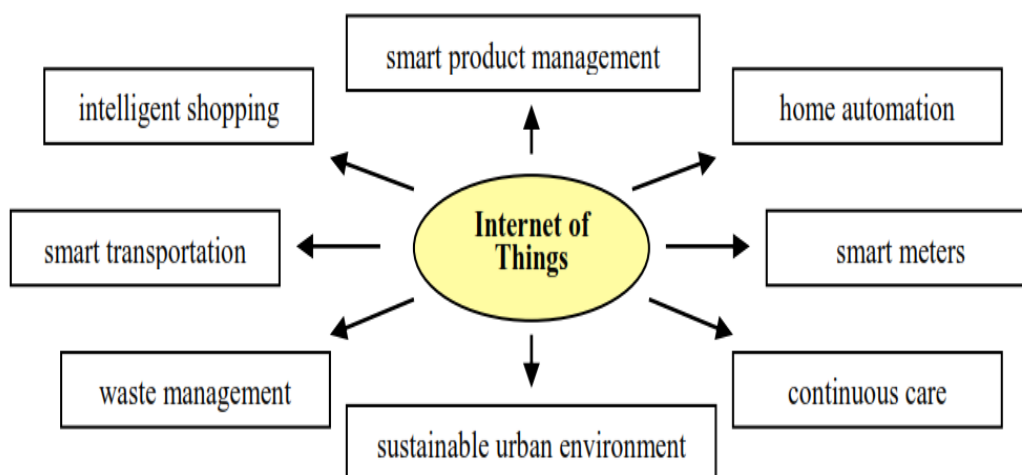 smart product management
intelligent shopping
home automation
Internet of
Things
smart transportation
smart meters
waste management
continuous care
sustainable urban environment